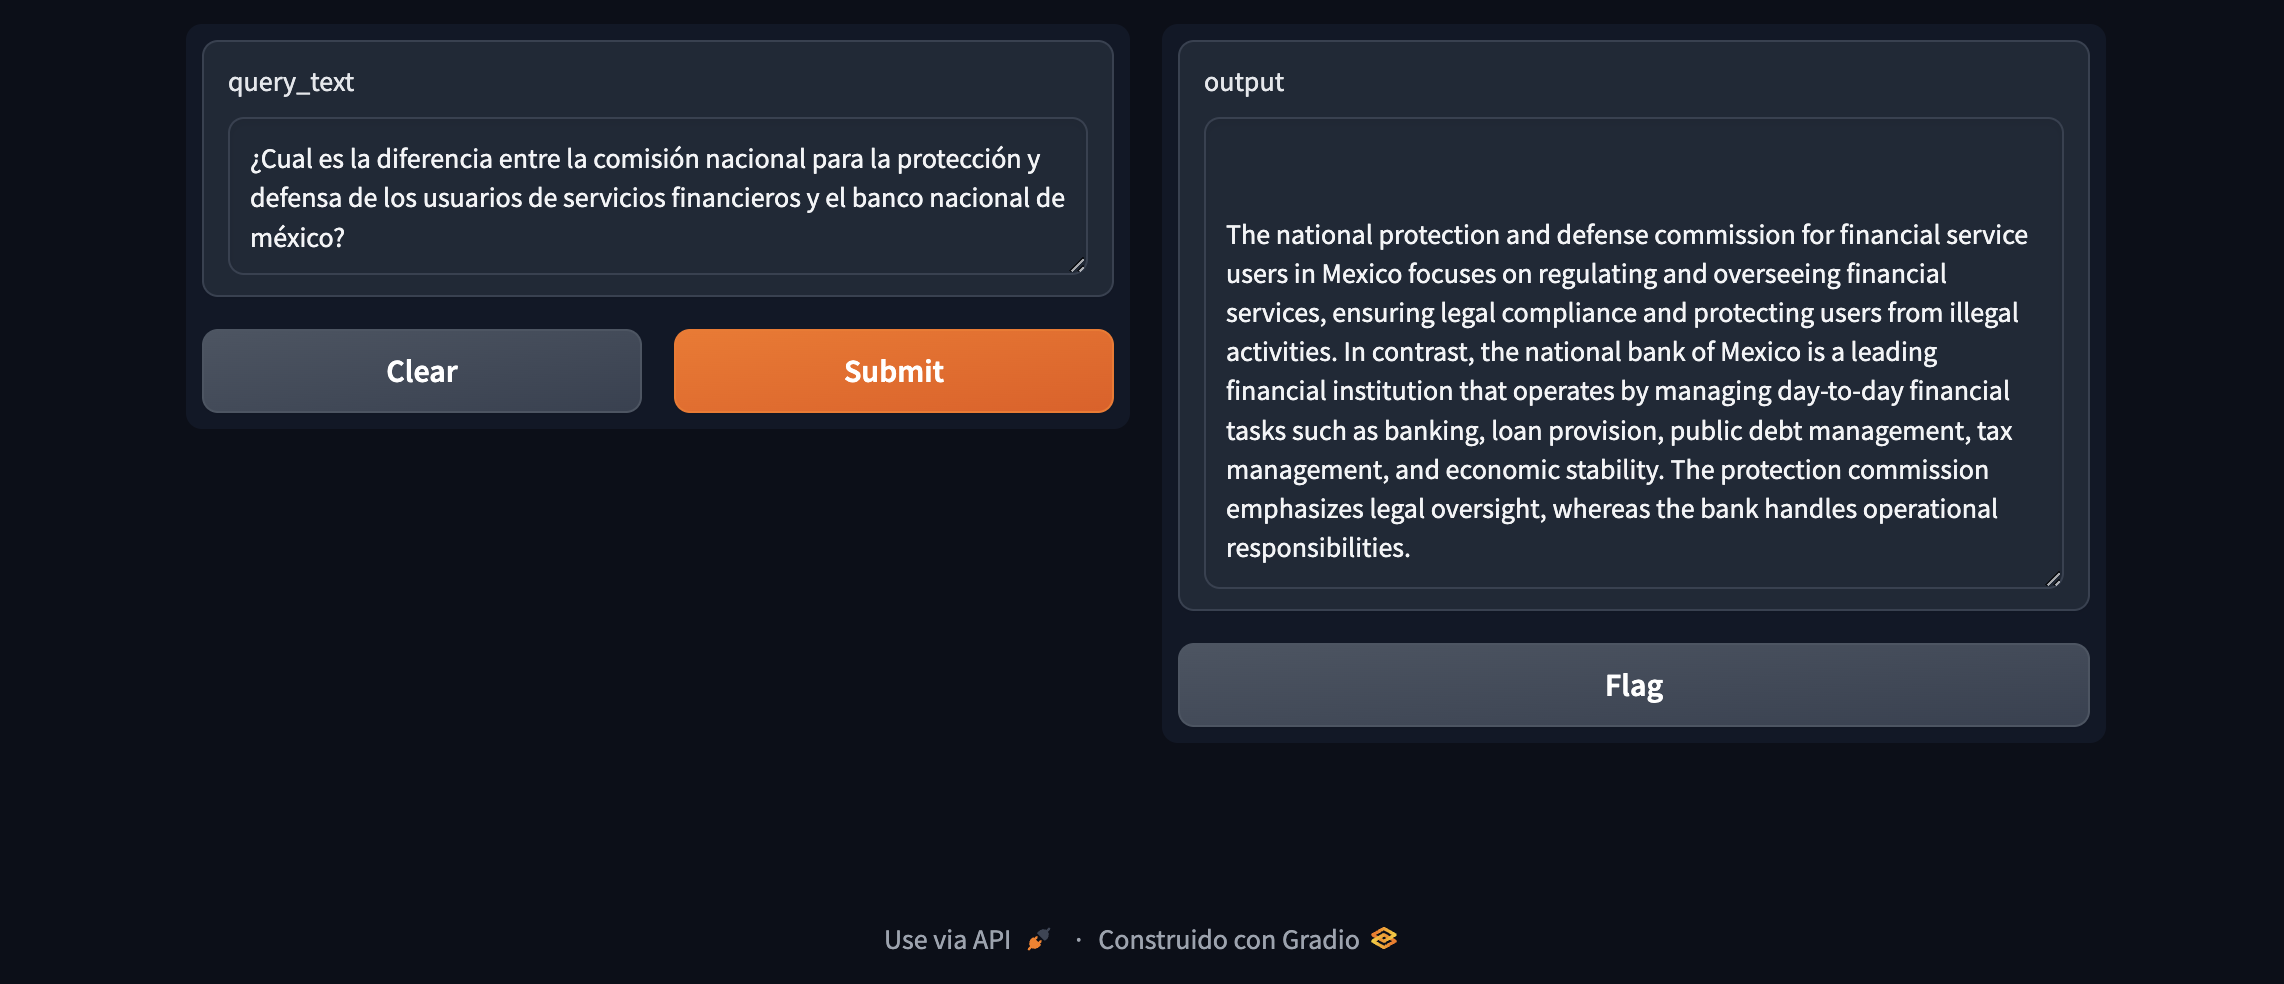 query_text
¿Cual es la diferencia entre la comisión nacional para la protección y
defensa de los usuarios de servicios financieros y el banco nacional de
méxico?
Clear
Submit
output
The national protection and defense commission for financial service
users in Mexico focuses on regulating and overseeing financial
services, ensuring legal compliance and protecting users from illegal
activities. In contrast, the national bank of Mexico is a leading
financial institution that operates by managing day-to-day financial
tasks such as banking, loan provision, public debt management, tax
management, and economic stability. The protection commission
emphasizes legal oversight, whereas the bank handles operational
responsibilities.
Flag
Use via API · Construido con Gradio